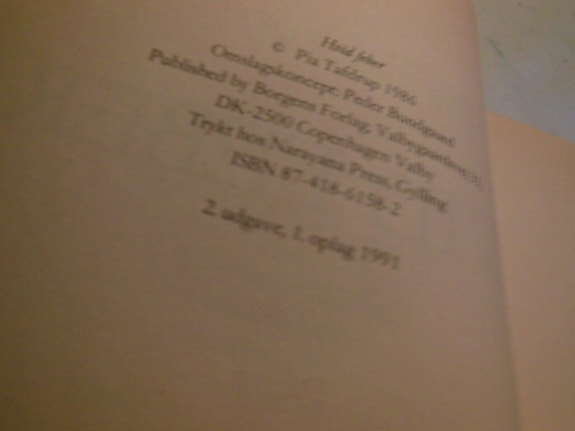 Hvid feber
© Pia Tafdrup 1986
Omslagskoncept: Peder Bundgaard
Published by Borgens Forlag, Valbygaardsvej 33
DK-2500 Copenhagen Valby
Trykt hos Narayana Press, Gylling
ISBN 87-418-6158-2
2. udgave, 1. oplag 1991